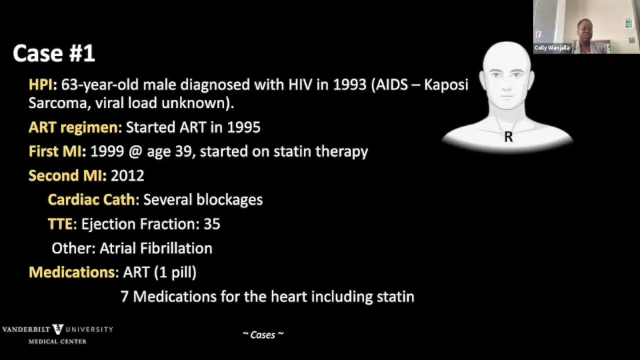 Case #1
HPI: 63-year-old male diagnosed with HIV in 1993 (AIDS – Kaposi
Sarcoma, viral load unknown).
ART regimen: Started ART in 1995
First MI: 1999 @ age 39, started on statin therapy
Second MI: 2012
Cardiac Cath: Several blockages
TTE: Ejection Fraction: 35
Other: Atrial Fibrillation
Medications: ART (1 pill)
7 Medications for the heart including statin
R
Celly Wanjalla
VANDERBILT V UNIVERSITY
MEDICAL CENTER
~ Cases ~